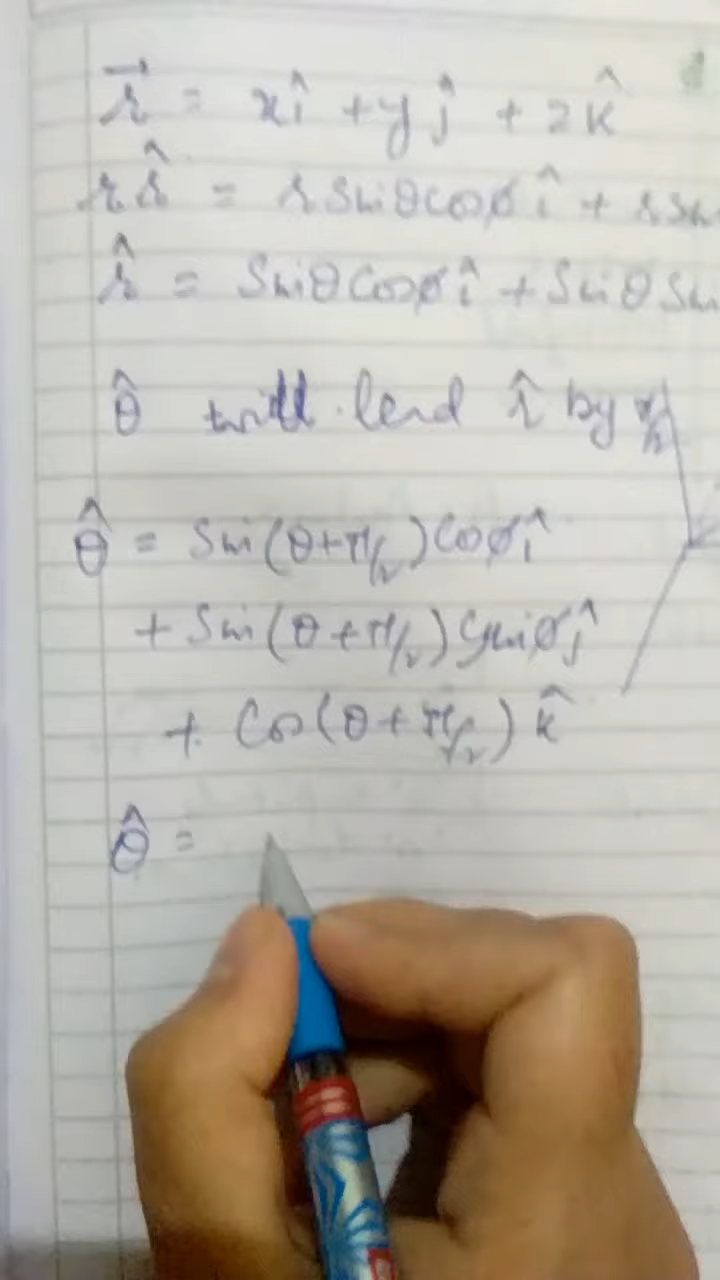 r⃗ = xî + yĵ + zk̂
r r̂ = r Sinθ cosφ î + r Sin
r̂ = Sinθ Cosφ î + Sinθ Sin
θ̂ will lead r̂ by π/2
θ̂ = Sin(θ+π/2) Cosφ î
+ Sin(θ+π/2) Sinφ ĵ
+ Cos(θ+π/2) k̂
θ̂ =